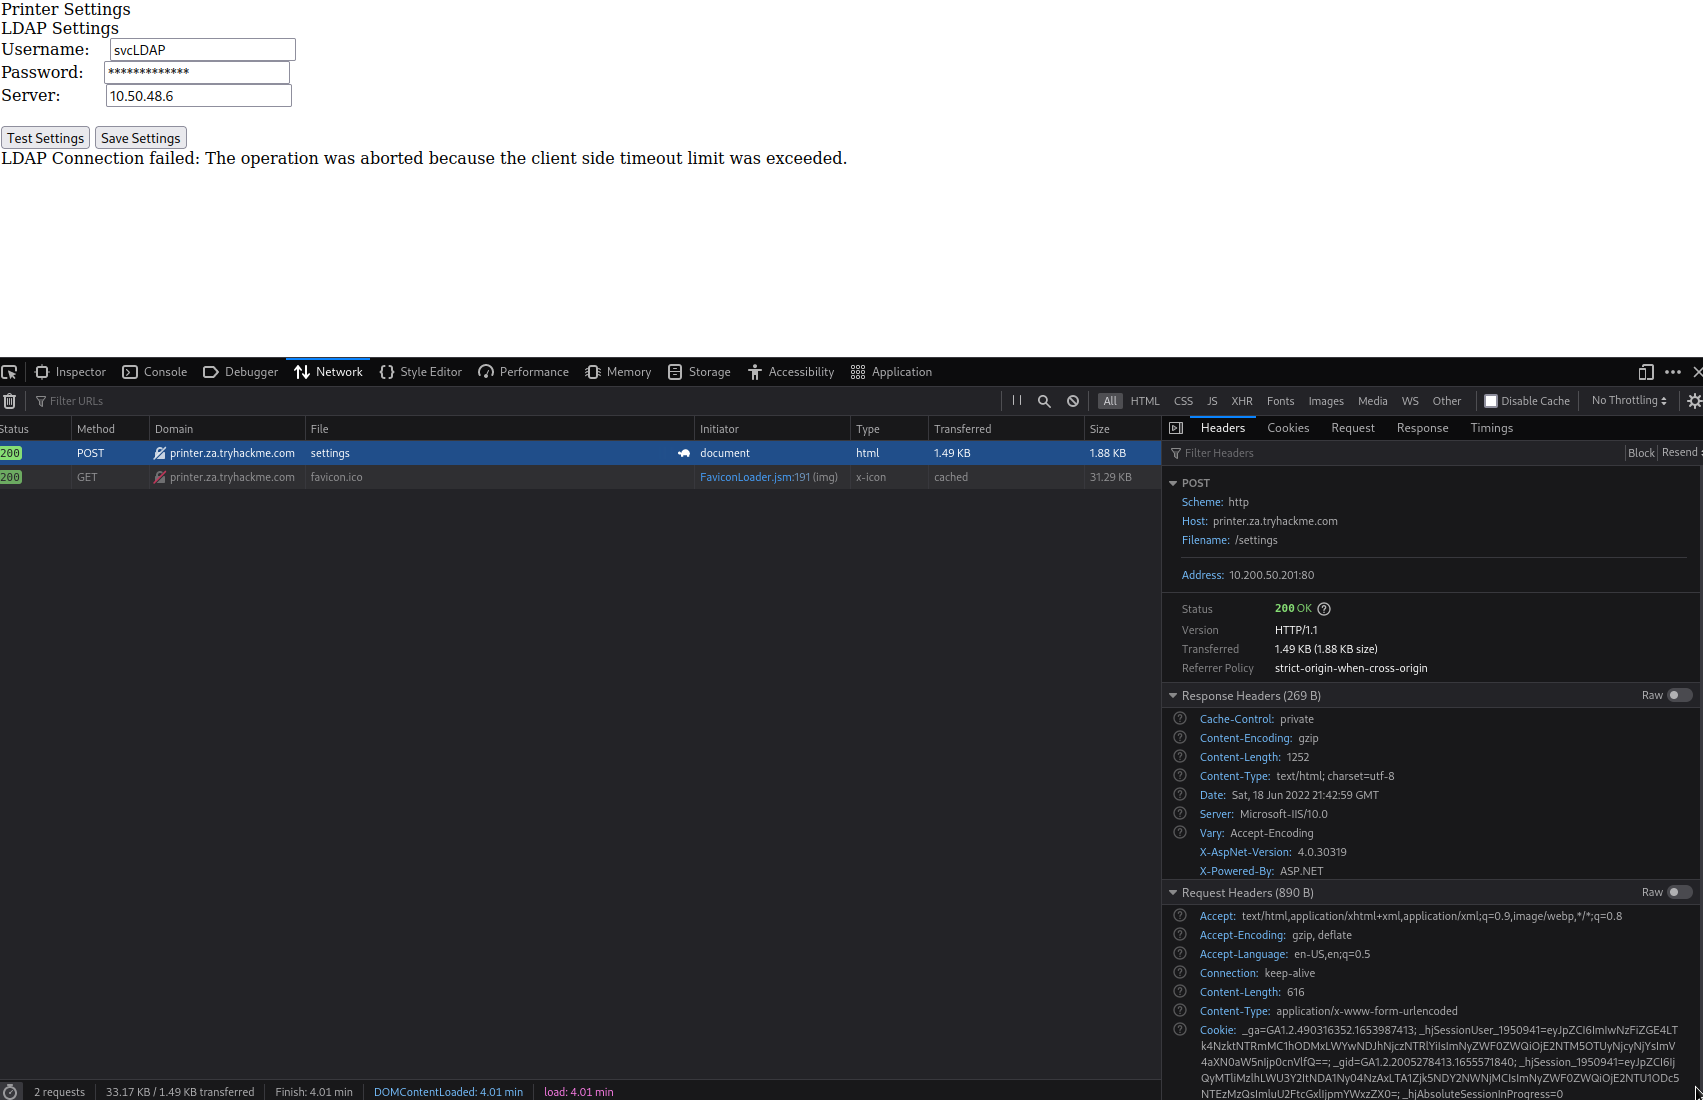 Printer Settings
LDAP Settings
Username: svcLDAP
Password: *************
Server: 10.50.48.6
Test Settings Save Settings
LDAP Connection failed: The operation was aborted because the client side timeout limit was exceeded.
Inspector Console Debugger Network Style Editor Performance Memory Storage Accessibility Application
Filter URLs All HTML CSS JS XHR Fonts Images Media WS Other Disable Cache No Throttling
Status Method Domain File Initiator Type Transferred Size
200 POST printer.za.tryhackme.com settings document html 1.49 KB 1.88 KB
200 GET printer.za.tryhackme.com favicon.ico FaviconLoader.jsm:191 (img) x-icon cached 31.29 KB
Headers Cookies Request Response Timings
Filter Headers Block Resend
POST
Scheme: http
Host: printer.za.tryhackme.com
Filename: /settings
Address: 10.200.50.201:80
Status 200 OK
Version HTTP/1.1
Transferred 1.49 KB (1.88 KB size)
Referrer Policy strict-origin-when-cross-origin
Response Headers (269 B) Raw
Cache-Control: private
Content-Encoding: gzip
Content-Length: 1252
Content-Type: text/html; charset=utf-8
Date: Sat, 18 Jun 2022 21:42:59 GMT
Server: Microsoft-IIS/10.0
Vary: Accept-Encoding
X-AspNet-Version: 4.0.30319
X-Powered-By: ASP.NET
Request Headers (890 B) Raw
Accept: text/html,application/xhtml+xml,application/xml;q=0.9,image/webp,*/*;q=0.8
Accept-Encoding: gzip, deflate
Accept-Language: en-US,en;q=0.5
Connection: keep-alive
Content-Length: 616
Content-Type: application/x-www-form-urlencoded
Cookie: _ga=GA1.2.490316352.1653987413;
_gid=GA1.2.2005278413.1655571840;
_hjAbsoluteSessionInProgress=0
2 requests 33.17 KB / 1.49 KB transferred Finish: 4.01 min DOMContentLoaded: 4.01 min load: 4.01 min